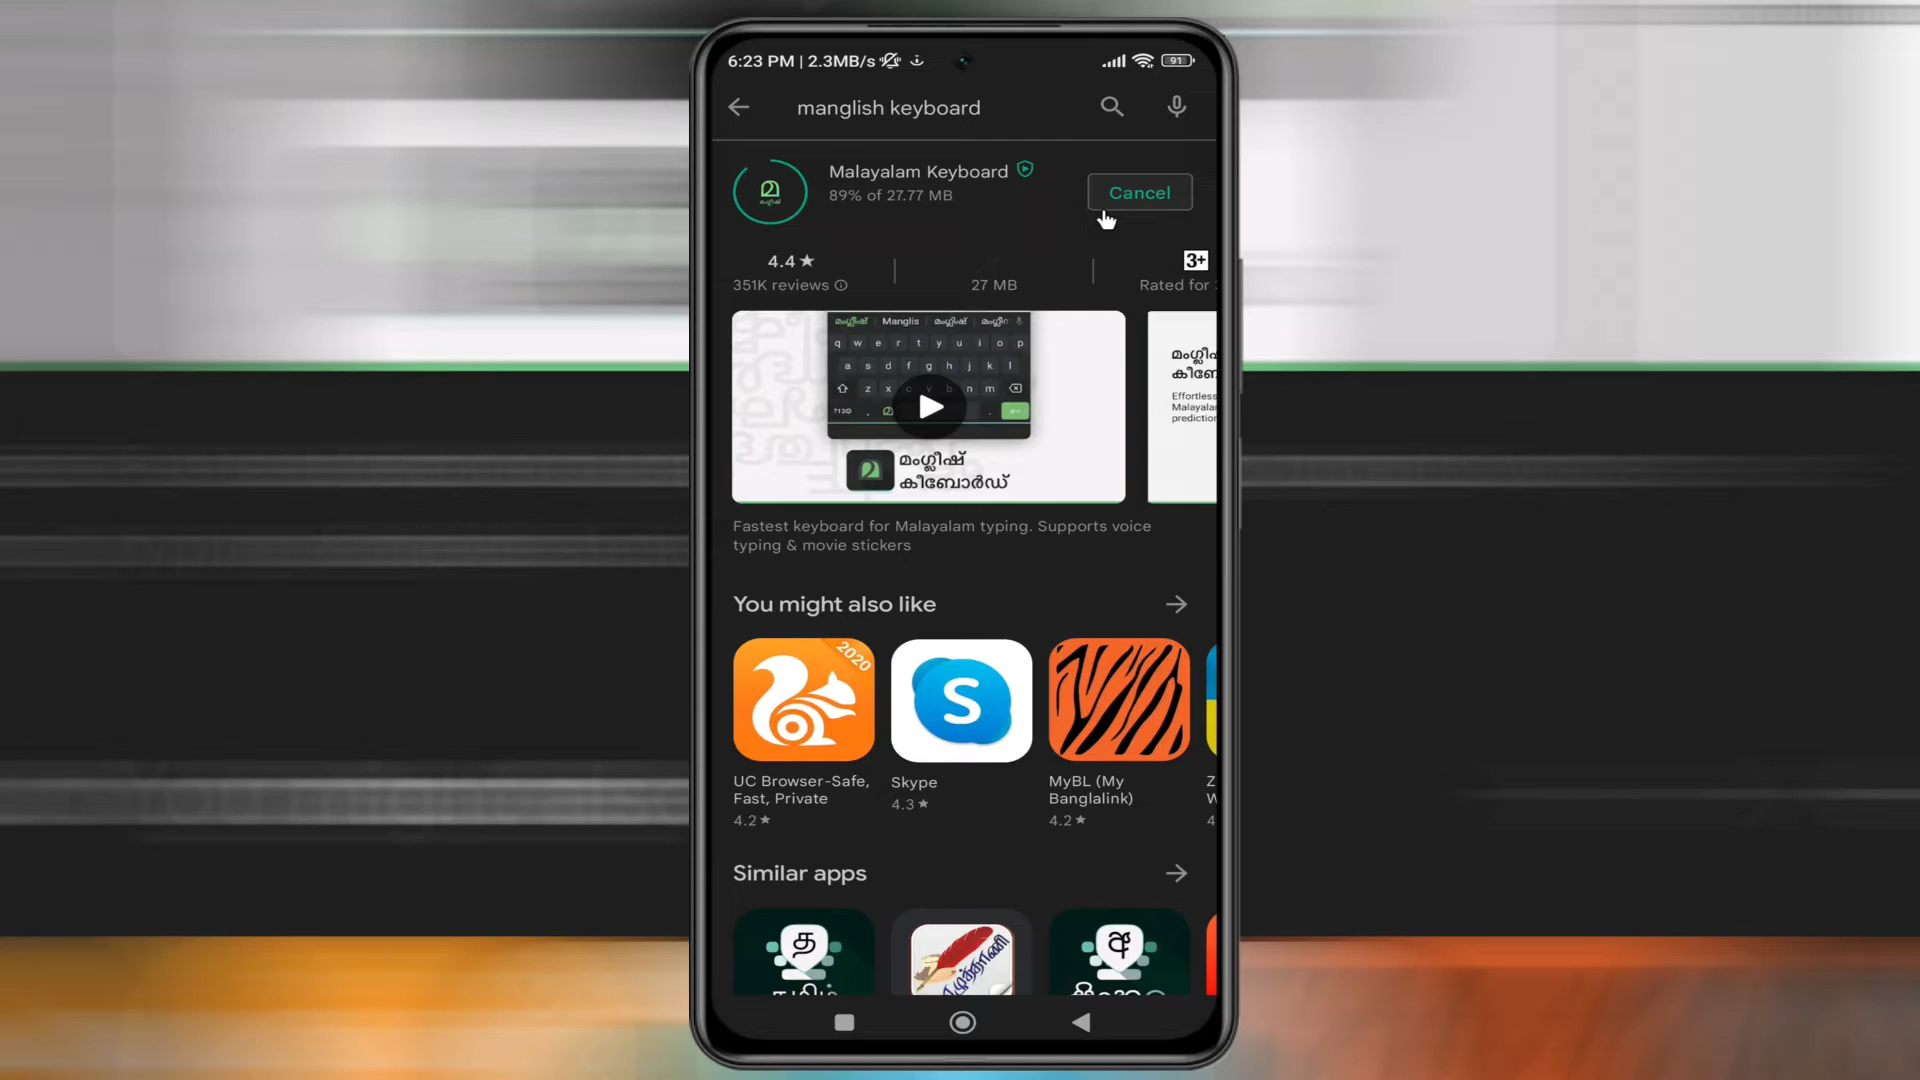 6:23 PM | 2.3MB/s
91
manglish keyboard
Malayalam Keyboard
89% of 27.77 MB
Cancel
മ
4.4★
351K reviews
27 MB
3+
Rated for
മംഗ്ലീഷ് Manglis മംഗ്ലിഷ്
q w e r t y u i o p
a s d f g h j k l
z x c v b n m
?123 , .
മംഗ്ലീഷ്
കീബോർഡ്
Effortless
Malayala
prediction
Fastest keyboard for Malayalam typing. Supports voice
typing & movie stickers
You might also like
2020
S
UC Browser-Safe,
Fast, Private
4.2★
Skype
4.3★
MyBL (My
Banglalink)
4.2★
Z
W
4
Similar apps
த
தமிழ்
அ